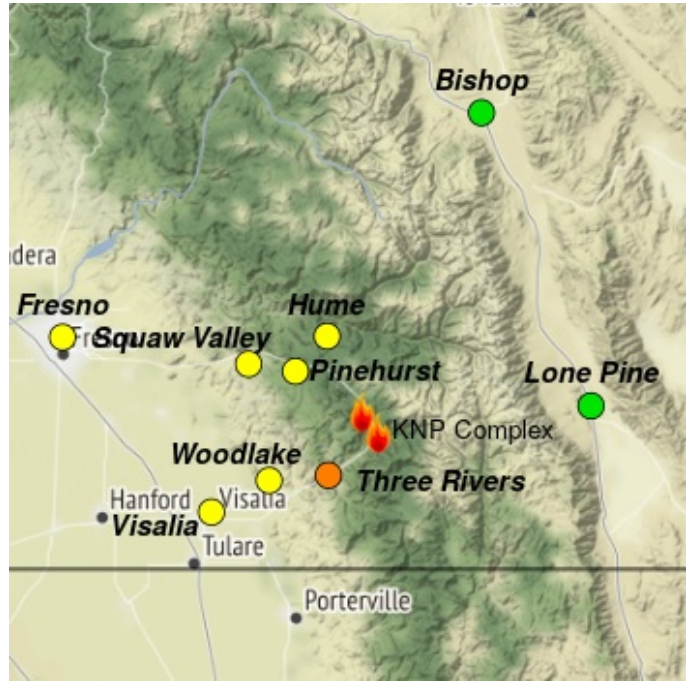 Bishop
dera
Fresno
Hume
Squaw Valley
Pinehurst
Lone Pine
KNP Complex
Woodlake
Three Rivers
Hanford
Visalia
Visalia
Tulare
Porterville